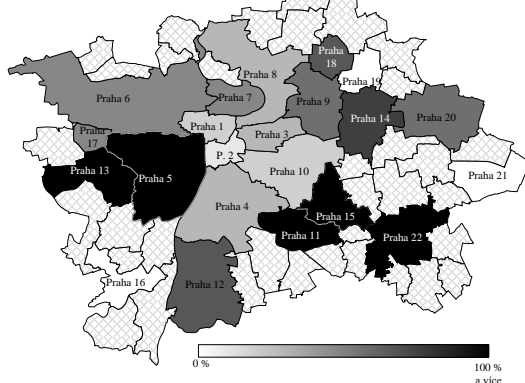 Praha
18
Praha 8
Praha 19
Praha 6
Praha 7
Praha 9
Praha 14
Praha 20
Praha 1
Praha 3
Praha
17
P. 2
Praha 13
Praha 5
Praha 10
Praha 21
Praha 4
Praha 15
Praha 11
Praha 22
Praha 16
Praha 12
0 %
100 %
a více